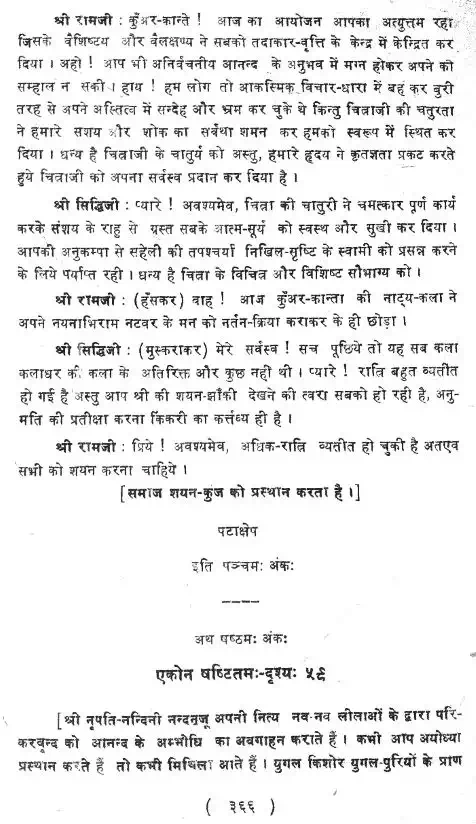 श्री रामजी : कुँअर-कान्ते ! आज का आयोजन आपका अत्युत्तम रहा
जिसके वैशिष्टय और वैलक्षण्य ने सबको तदाकार-वृत्ति के केन्द्र में केन्द्रित कर
दिया । अहो ! आप भी अनिर्वचनीय आनन्द के अनुभव में मग्न होकर अपने को
सम्हाल न सकी । हाय ! हम लोग तो आकस्मिक विचार-धारा में बह कर बुरी
तरह से अपने अस्तित्व में सन्देह और भ्रम कर चुके थे किन्तु चित्राजी की चतुरता
ने हमारे संशय और शोक का सर्वथा शमन कर हमको स्वरूप में स्थित कर
दिया । धन्य है चित्राजी के चातुर्य को अस्तु, हमारे हृदय ने कृतज्ञता प्रकट करते
हुये चित्राजी को अपना सर्वस्व प्रदान कर दिया है ।
श्री सिद्धिजी : प्यारे ! अवश्यमेव, चित्रा की चातुरी ने चमत्कार पूर्ण कार्य
करके संशय के राहु से ग्रस्त सबके आत्म-सूर्य को स्वस्थ और सुखी कर दिया ।
आपकी अनुकम्पा से सहेली की तपश्चर्या निखिल-सृष्टि के स्वामी को प्रसन्न करने
के लिये पर्याप्त रही । धन्य है चित्रा के विचित्र और विशिष्ट सौभाग्य को ।
श्री रामजी : (हँसकर) वाह ! आज कुँअर-कान्ता की नाट्य-कला ने
अपने नयनाभिराम नटवर के मन को नर्तन-क्रिया कराकर के ही छोड़ा ।
श्री सिद्धिजी : (मुस्कराकर) मेरे सर्वस्व ! सच पूछिये तो यह सब कला
कलाधर की कला के अतिरिक्त और कुछ नही थी । प्यारे ! रात्रि बहुत व्यतीत
हो गई है अस्तु आप श्री की शयन-झाँकी देखने की त्वरा सबको हो रही है, अनु-
मति की प्रतीक्षा करना किंकरी का कर्त्तव्य ही है ।
श्री रामजी : प्रिये ! अवश्यमेव, अधिक-रात्रि व्यतीत हो चुकी है अतएव
सभी को शयन करना चाहिये ।
[समाज शयन-कुंज को प्रस्थान करता है ।]
पटाक्षेप
इति पञ्चमः अंकः
----
अथ षष्ठमः अंकः
एकोन षष्टितमः-दृश्यः ५९
[श्री नृपति-नन्दिनी नन्दनजू अपनी नित्य नव-नव लीलाओं के द्वारा परि-
करवृन्द को आनन्द के अम्भोधि का अवगाहन कराते हैं । कभी आप अयोध्या
प्रस्थान करते हैं तो कभी मिथिला आते हैं । युगल किशोर युगल-पुरियों के प्राण
( ३६६ )